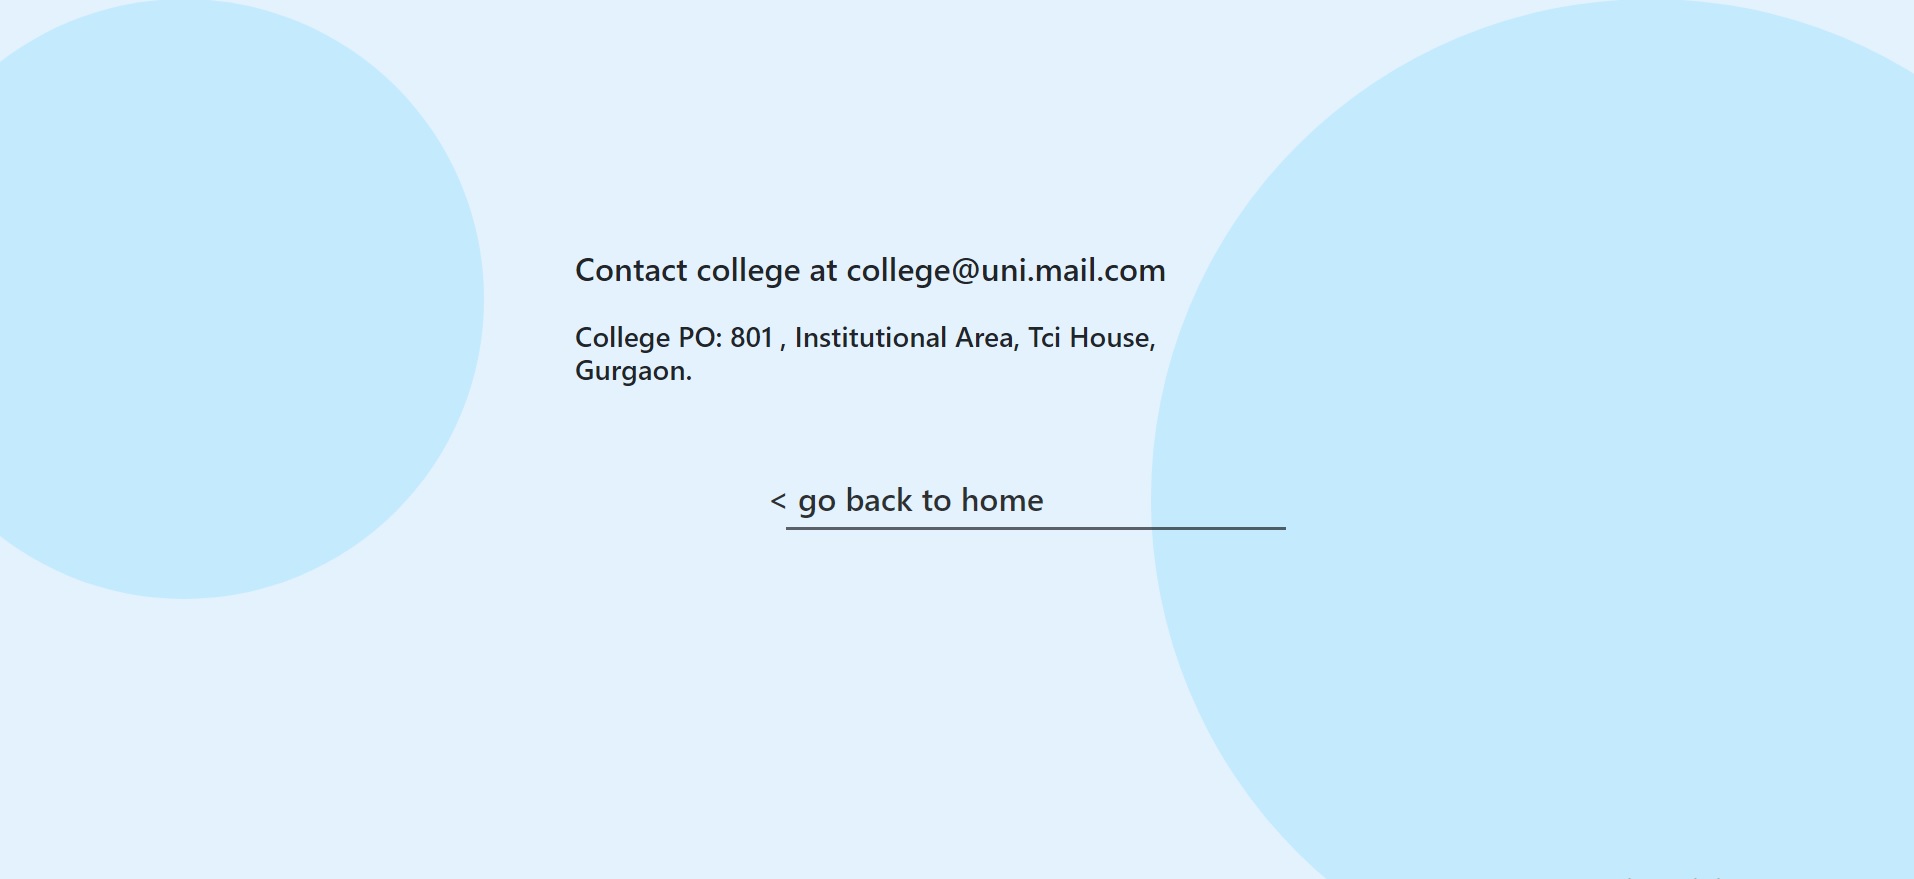 Contact college at college@uni.mail.com
College PO: 801 , Institutional Area, Tci House,
Gurgaon.
< go back to home